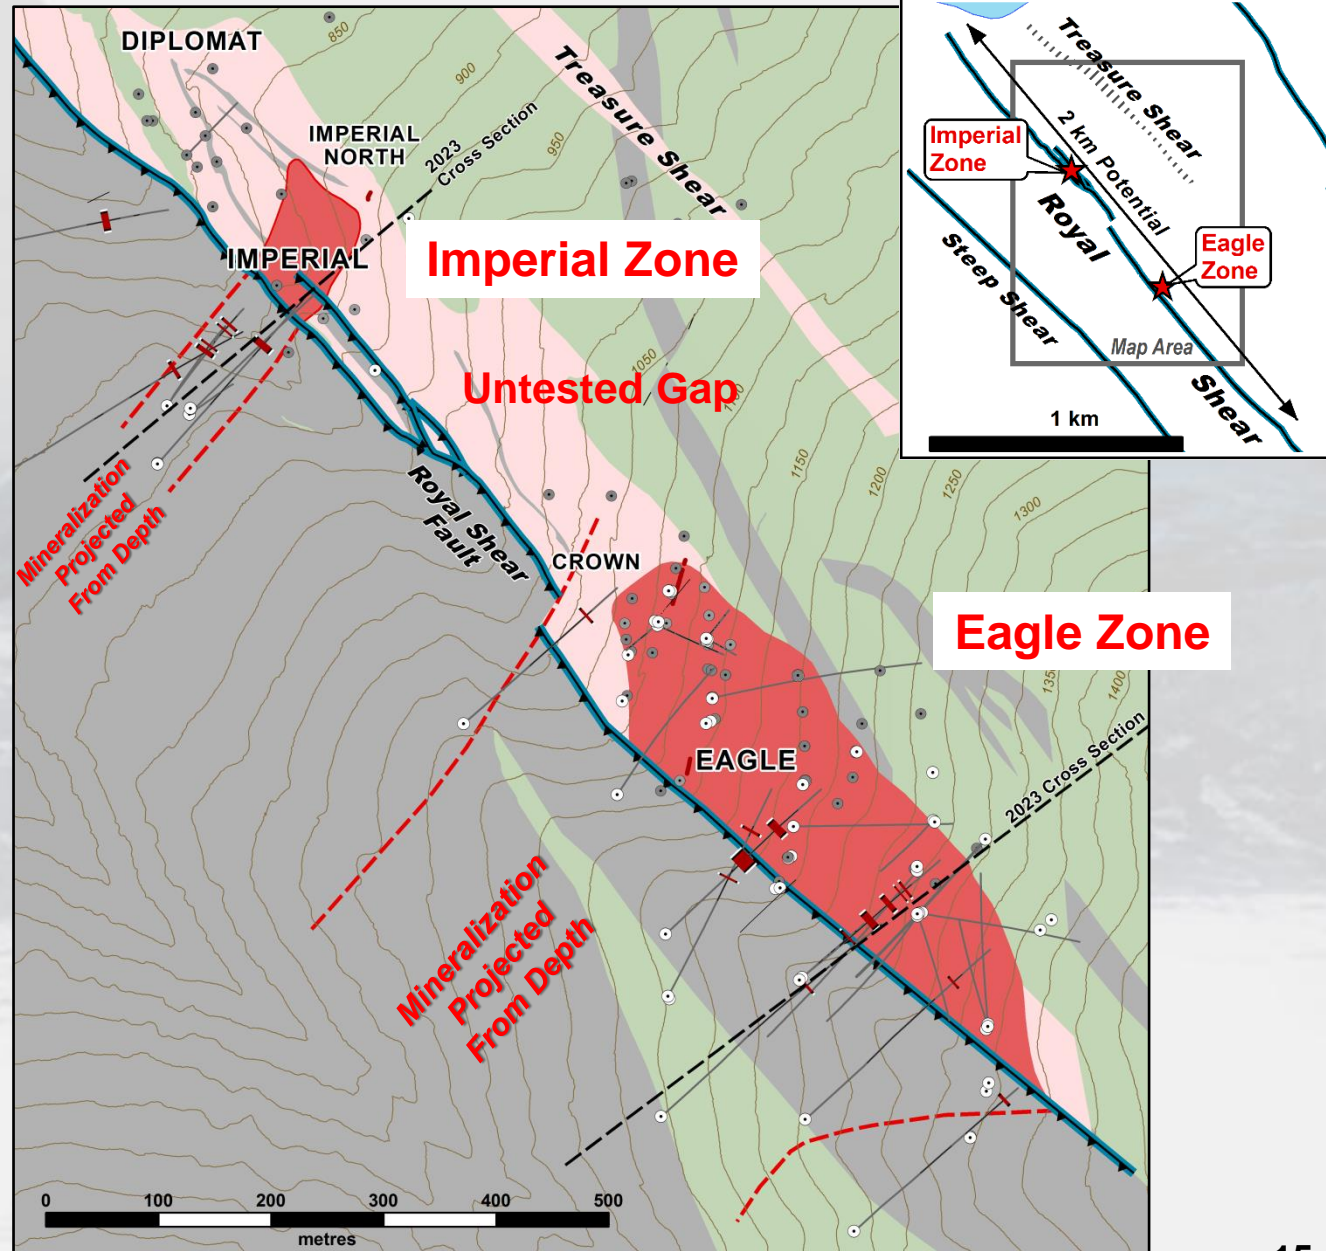 DIPLOMAT
850
900
950
IMPERIAL
NORTH
2023
Cross Section
Treasure Shear
IMPERIAL
Imperial Zone
Untested Gap
1050
1100
1150
1200
1250
1300
1350
1400
Mineralization
Projected
From Depth
Royal Shear
Fault
CROWN
Eagle Zone
EAGLE
2023 Cross Section
Mineralization
Projected
From Depth
0 100 200 300 400 500
metres
Treasure Shear
Imperial
Zone
2 km Potential
Royal
Shear
Steep Shear
Eagle
Zone
Map Area
1 km